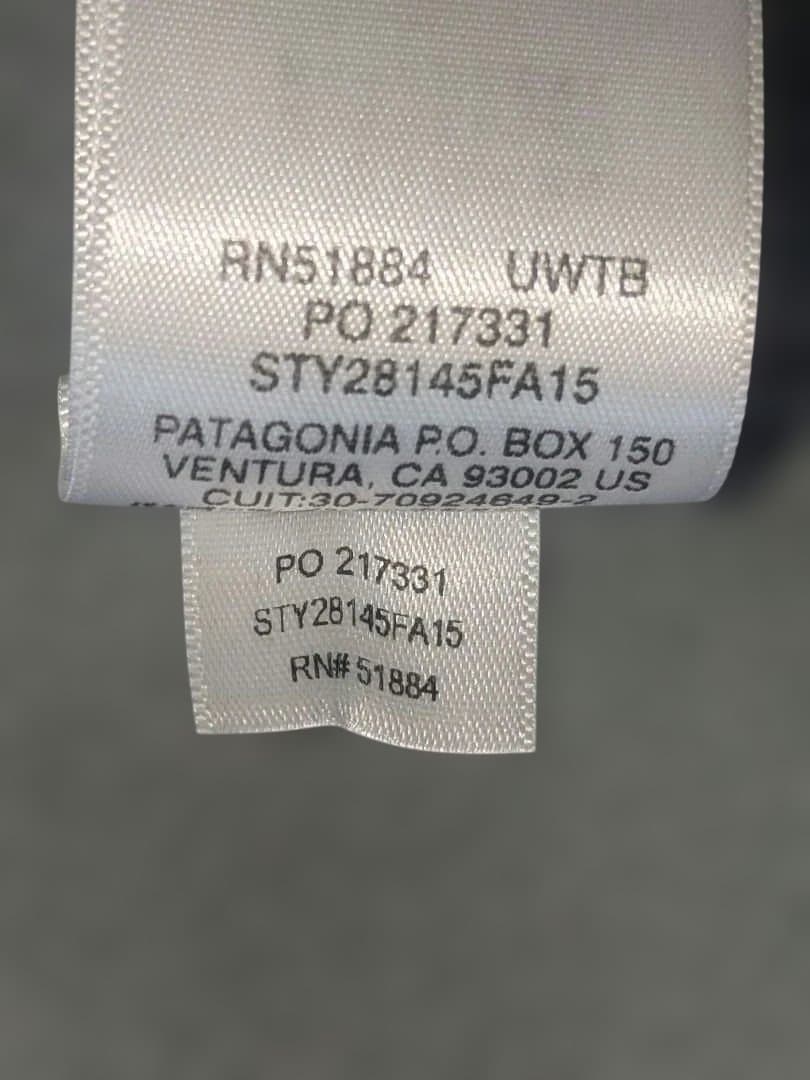 RN51884 UWTB
PO 217331
STY28145FA15
PATAGONIA P.O. BOX 150
VENTURA, CA 93002 US
CUIT:30-70924649-2
PO 217331
STY28145FA15
RN# 51884